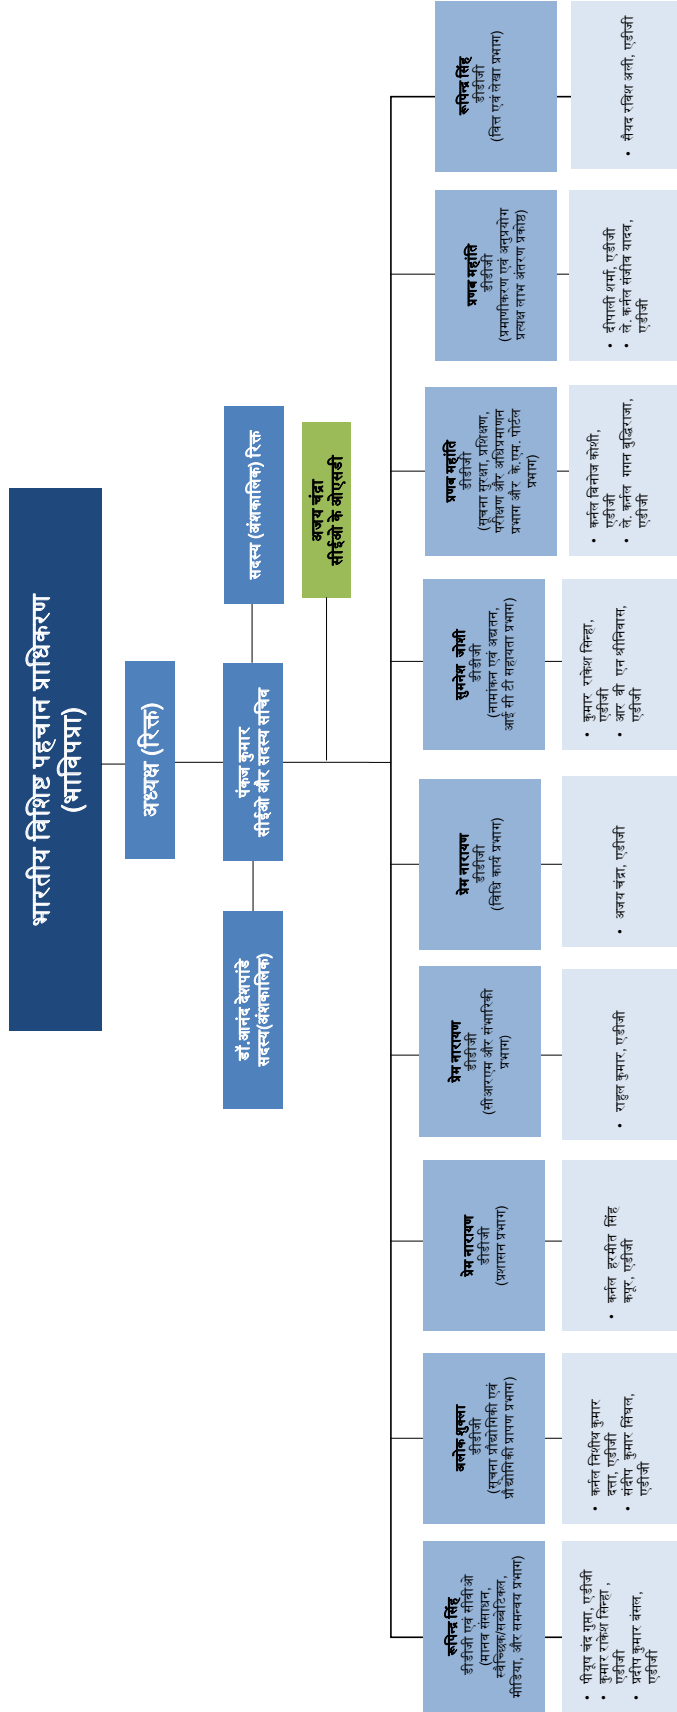 भारतीय विशिष्ट पहचान प्राधिकरण
(भाविपप्रा)
अध्यक्ष (रिक्त)
डॉ.आनंद देशपांडे
सदस्य(अंशकालिक)
पंकज कुमार
सीईओ और सदस्य सचिव
सदस्य (अंशकालिक) रिक्त
अजय चंद्रा
सीईओ के ओएसडी
रूपिन्द्र सिंह
डीडीजी एवं सीवीओ
(मानव संसाधन,
स्वैच्छिक/सब्बेटिकल,
मीडिया, और समन्वय प्रभाग)
अलोक शुक्ला
डीडीजी
(सूचना प्रौद्योगिकी एवं
प्रौद्योगिकी प्रापण प्रभाग)
प्रेम नारायण
डीडीजी
(प्रशासन प्रभाग)
प्रेम नारायण
डीडीजी
(सीआरएम और संभारिकी
प्रभाग)
प्रेम नारायण
डीडीजी
(विधि कार्य प्रभाग)
सुमनेश जोशी
डीडीजी
(नामांकन एवं अद्यतन,
आई सी टी सहायता प्रभाग)
प्रणब महांति
डीडीजी
(सूचना सुरक्षा, प्रशिक्षण,
परीक्षण और अधिप्रमाणन
प्रभाग और के.एम. पोर्टल
प्रभाग)
प्रणब महांति
डीडीजी
(प्रमाणीकरण एवं अनुप्रयोग
प्रत्यक्ष लाभ अंतरण प्रकोष्ठ)
रूपिन्द्र सिंह
डीडीजी
(वित्त एवं लेखा प्रभाग)
• पीयूष चंद गुप्ता, एडीजी
• कुमार राकेश सिन्हा ,
एडीजी
• प्रदीप कुमार बंसल,
एडीजी
• कर्नल निशीथ कुमार
दत्ता, एडीजी
• संदीप कुमार सिंघल,
एडीजी
• कर्नल हरमीत सिंह
कपूर, एडीजी
• राहुल कुमार, एडीजी
• अजय चंद्रा, एडीजी
• कुमार राकेश सिन्हा,
एडीजी
• आर वी एन श्रीनिवास,
एडीजी
• कर्नल विनोज कोशी,
एडीजी
• ले. कर्नल गगन बुद्धिराजा,
एडीजी
• दीपाली शर्मा, एडीजी
• ले. कर्नल संजीव यादव,
एडीजी
• सैयद रविश अली, एडीजी